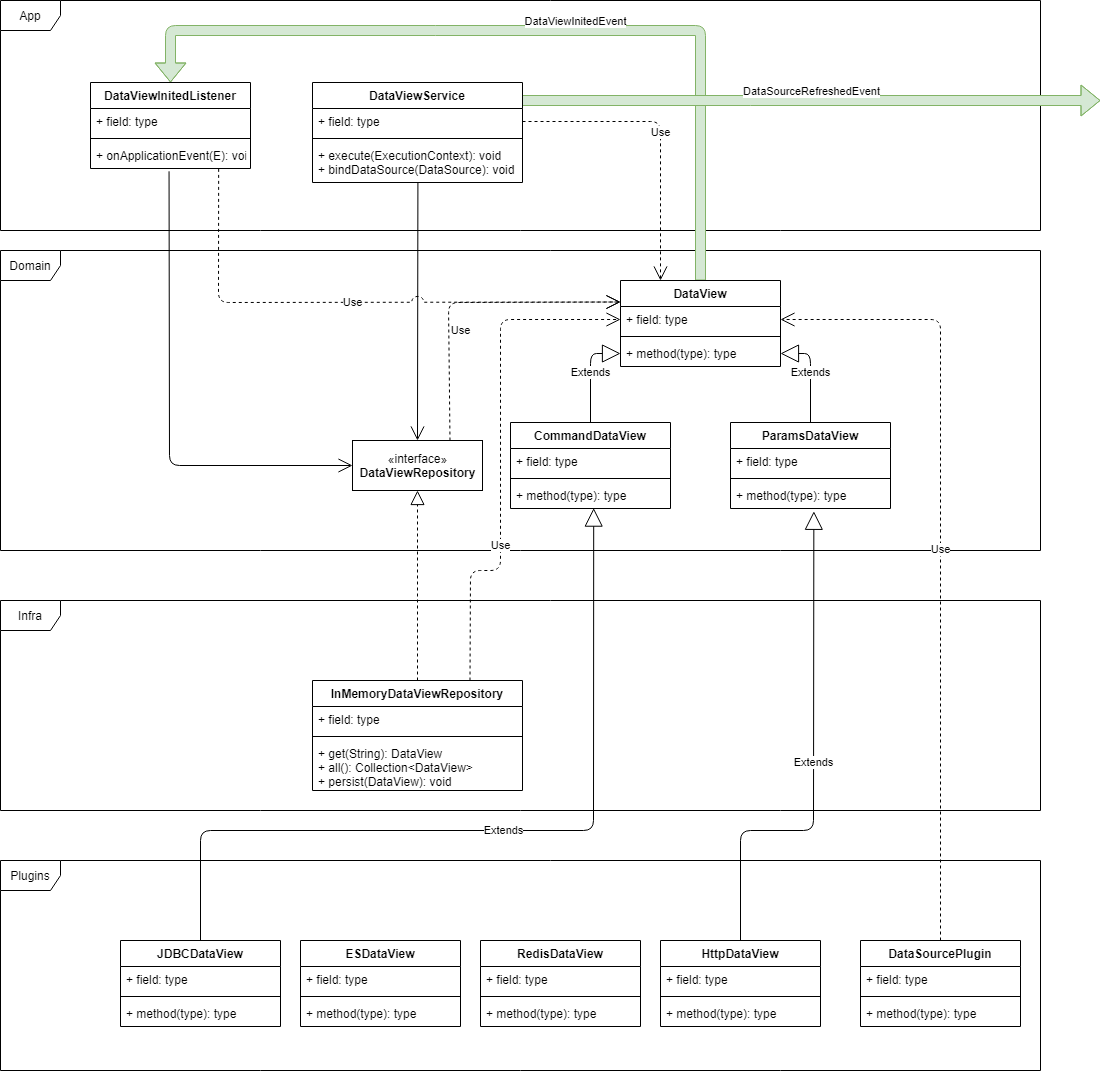 App
DataViewInitedEvent
DataSourceRefreshedEvent
DataViewInitedListener
+ field: type
+ onApplicationEvent(E): voi
DataViewService
+ field: type
+ execute(ExecutionContext): void
+ bindDataSource(DataSource): void
Use
Domain
DataView
+ field: type
+ method(type): type
Use
Use
Extends
Extends
CommandDataView
+ field: type
+ method(type): type
ParamsDataView
+ field: type
+ method(type): type
«interface»
DataViewRepository
Use
Use
Infra
InMemoryDataViewRepository
+ field: type
+ get(String): DataView
+ all(): Collection<DataView>
+ persist(DataView): void
Extends
Extends
Plugins
JDBCDataView
+ field: type
+ method(type): type
ESDataView
+ field: type
+ method(type): type
RedisDataView
+ field: type
+ method(type): type
HttpDataView
+ field: type
+ method(type): type
DataSourcePlugin
+ field: type
+ method(type): type